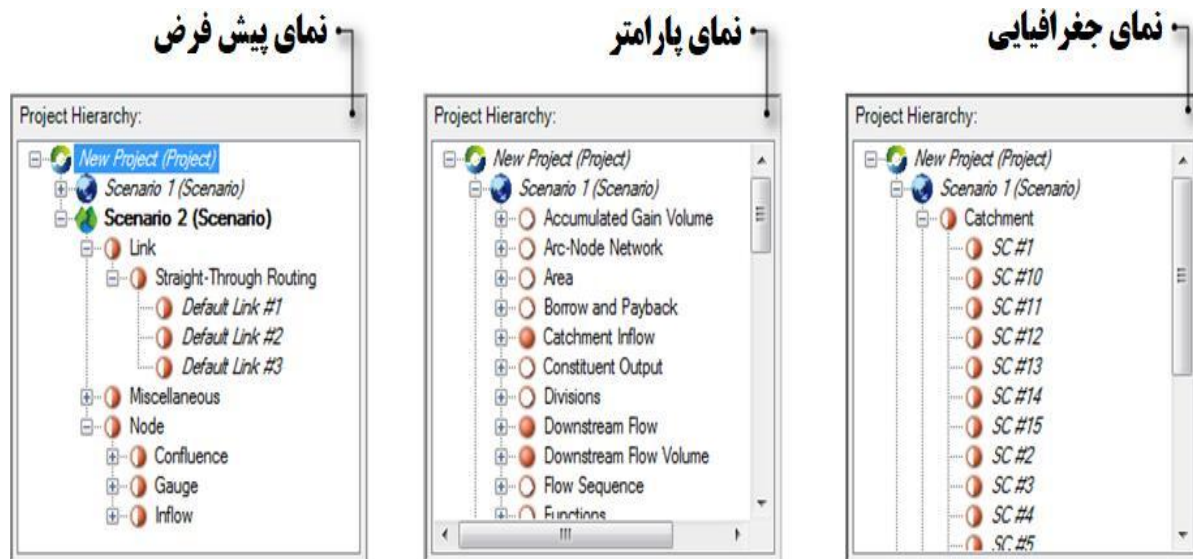 نمای پیش فرض
Project Hierarchy:
New Project (Project)
Scenario 1 (Scenario)
Scenario 2 (Scenario)
Link
Straight-Through Routing
Default Link #1
Default Link #2
Default Link #3
Miscellaneous
Node
Confluence
Gauge
Inflow
نمای پارامتر
Project Hierarchy:
New Project (Project)
Scenario 1 (Scenario)
Accumulated Gain Volume
Arc-Node Network
Area
Borrow and Payback
Catchment Inflow
Constituent Output
Divisions
Downstream Flow
Downstream Flow Volume
Flow Sequence
Functions
نمای جغرافیایی
Project Hierarchy:
New Project (Project)
Scenario 1 (Scenario)
Catchment
SC #1
SC #10
SC #11
SC #12
SC #13
SC #14
SC #15
SC #2
SC #3
SC #4
SC #5